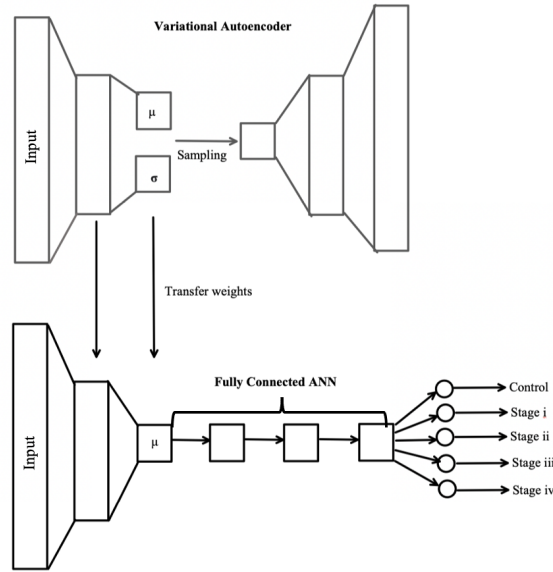 Variational Autoencoder
Input
μ
Sampling
σ
Transfer weights
Fully Connected ANN
Input
μ
Control
Stage i
Stage ii
Stage iii
Stage iv